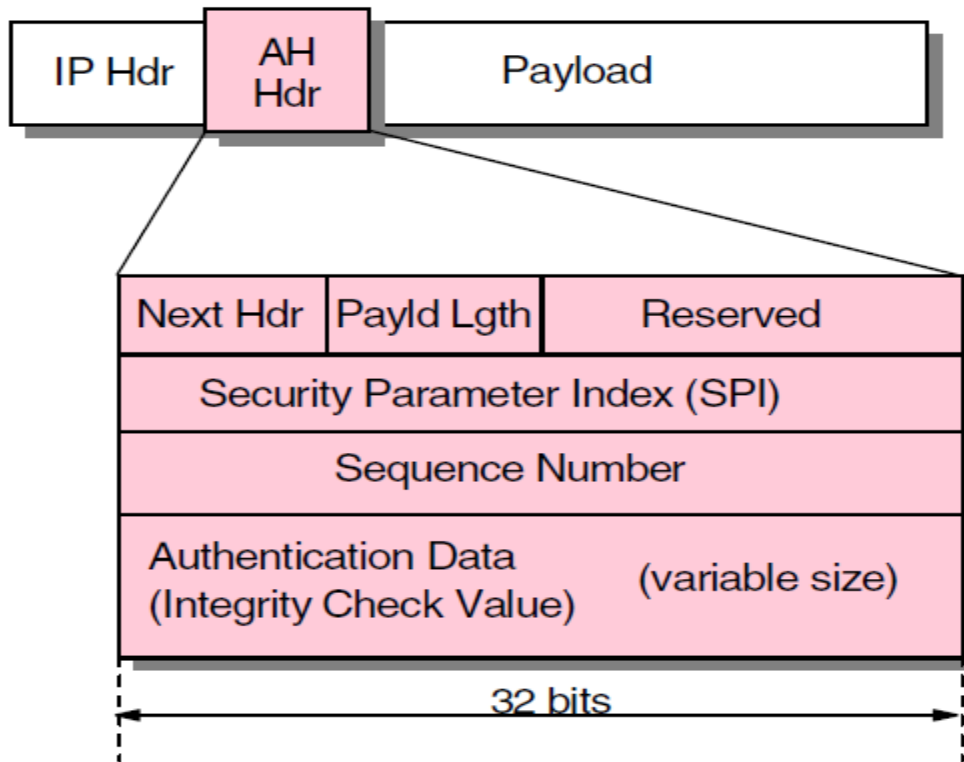 IP Hdr
AH
Hdr
Payload
Next Hdr
Payld Lgth
Reserved
Security Parameter Index (SPI)
Sequence Number
Authentication Data
(Integrity Check Value)
(variable size)
32 bits